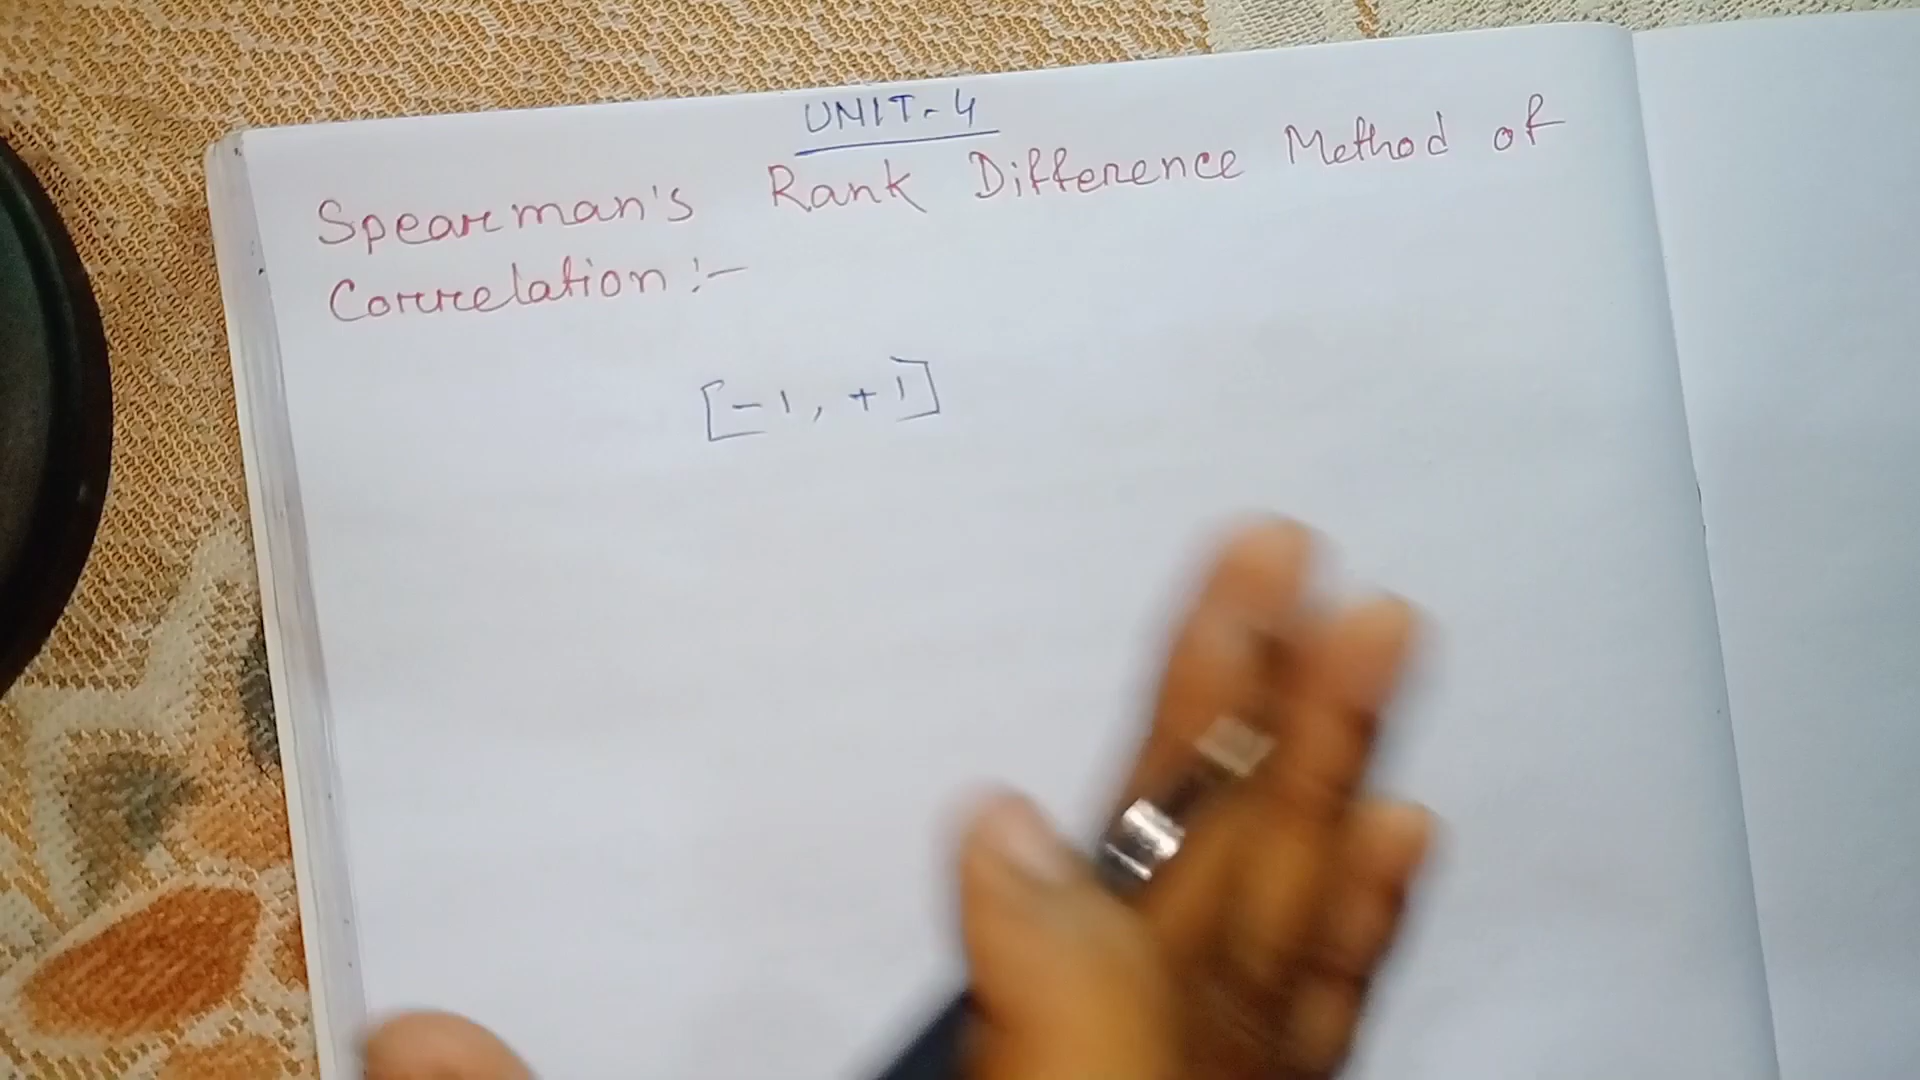 UNIT-4
Spearman's Rank Difference Method of
Correlation :-
[-1, +1]